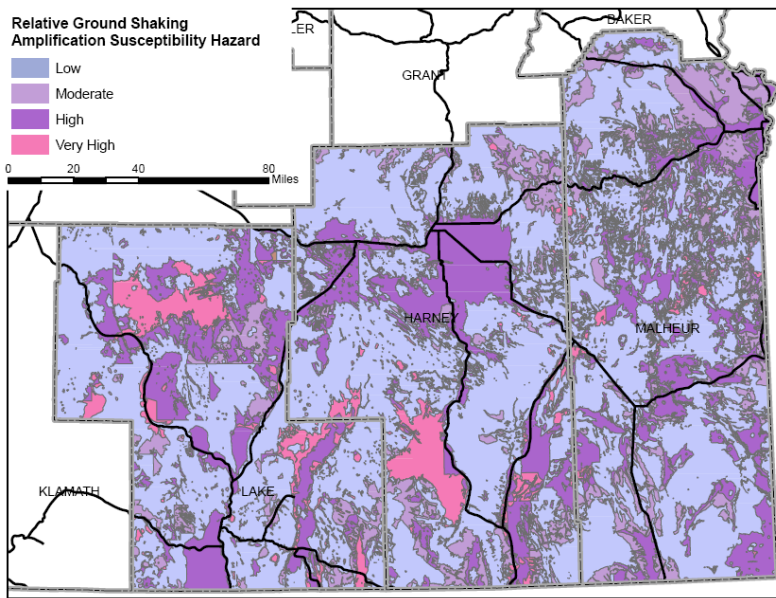 Relative Ground Shaking
Amplification Susceptibility Hazard
Low
Moderate
High
Very High
0 20 40 80
Miles
LER
BAKER
GRANT
HARNEY
MALHEUR
KLAMATH
LAKE